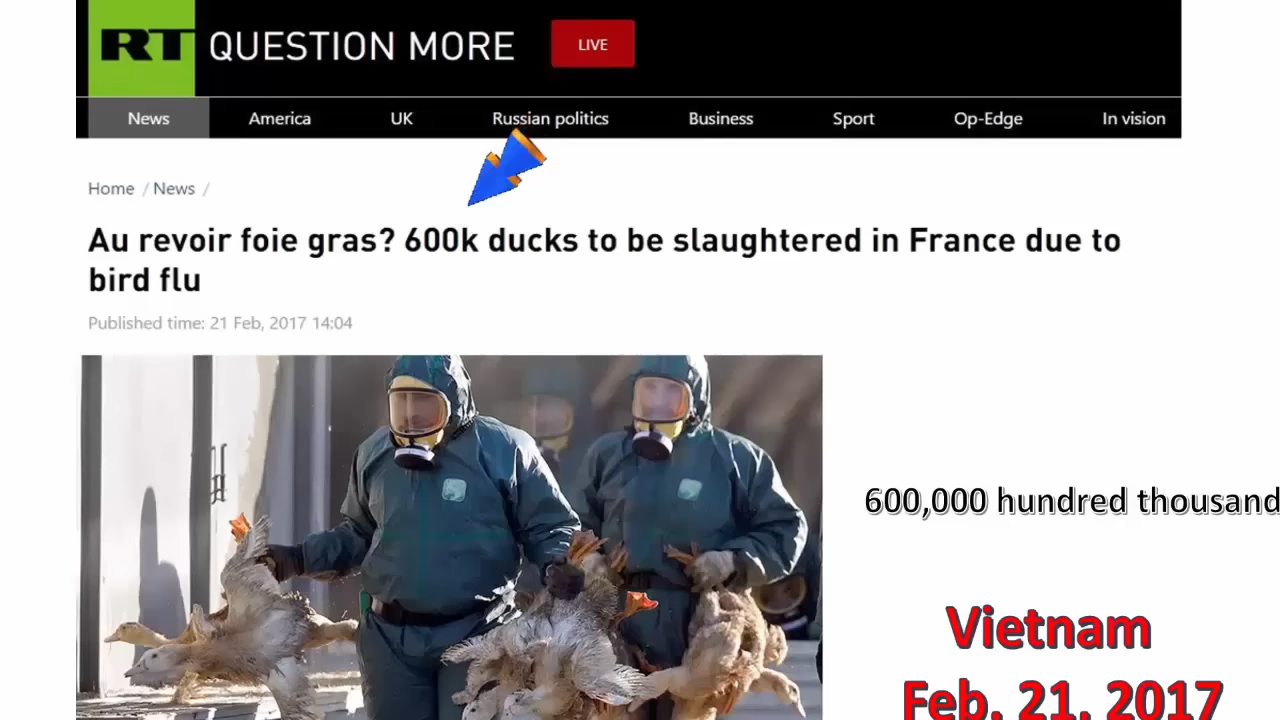 RT QUESTION MORE LIVE
News America UK Russian politics Business Sport Op-Edge In vision
Home / News /
Au revoir foie gras? 600k ducks to be slaughtered in France due to
bird flu
Published time: 21 Feb, 2017 14:04
600,000 hundred thousand
Vietnam
Feb. 21, 2017